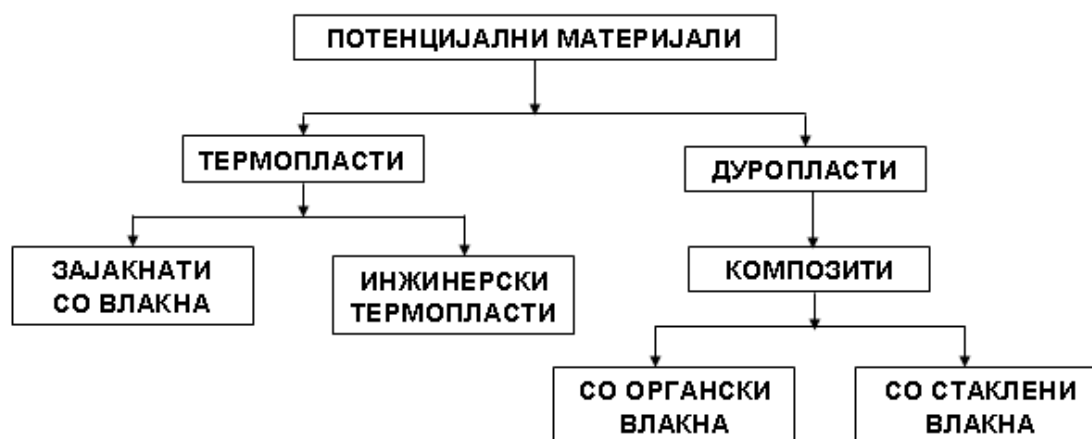 ПОТЕНЦИЈАЛНИ МАТЕРИЈАЛИ
ТЕРМОПЛАСТИ
ДУРОПЛАСТИ
ЗАЈАКНАТИ
СО ВЛАКНА
ИНЖИНЕРСКИ
ТЕРМОПЛАСТИ
КОМПОЗИТИ
СО ОРГАНСКИ
ВЛАКНА
СО СТАКЛЕНИ
ВЛАКНА